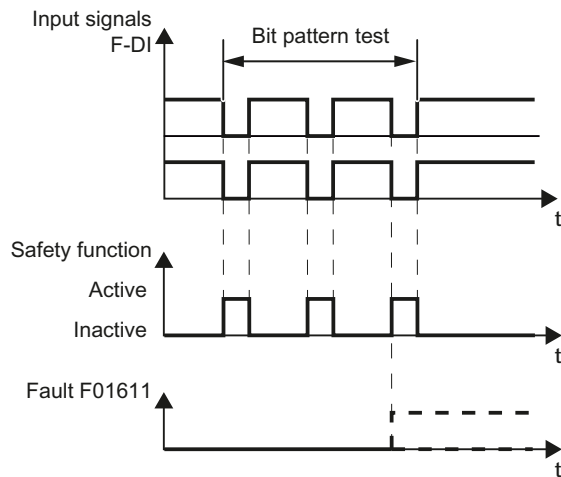 Input signals
F-DI
Bit pattern test
t
Safety function
Active
Inactive
t
Fault F01611
t